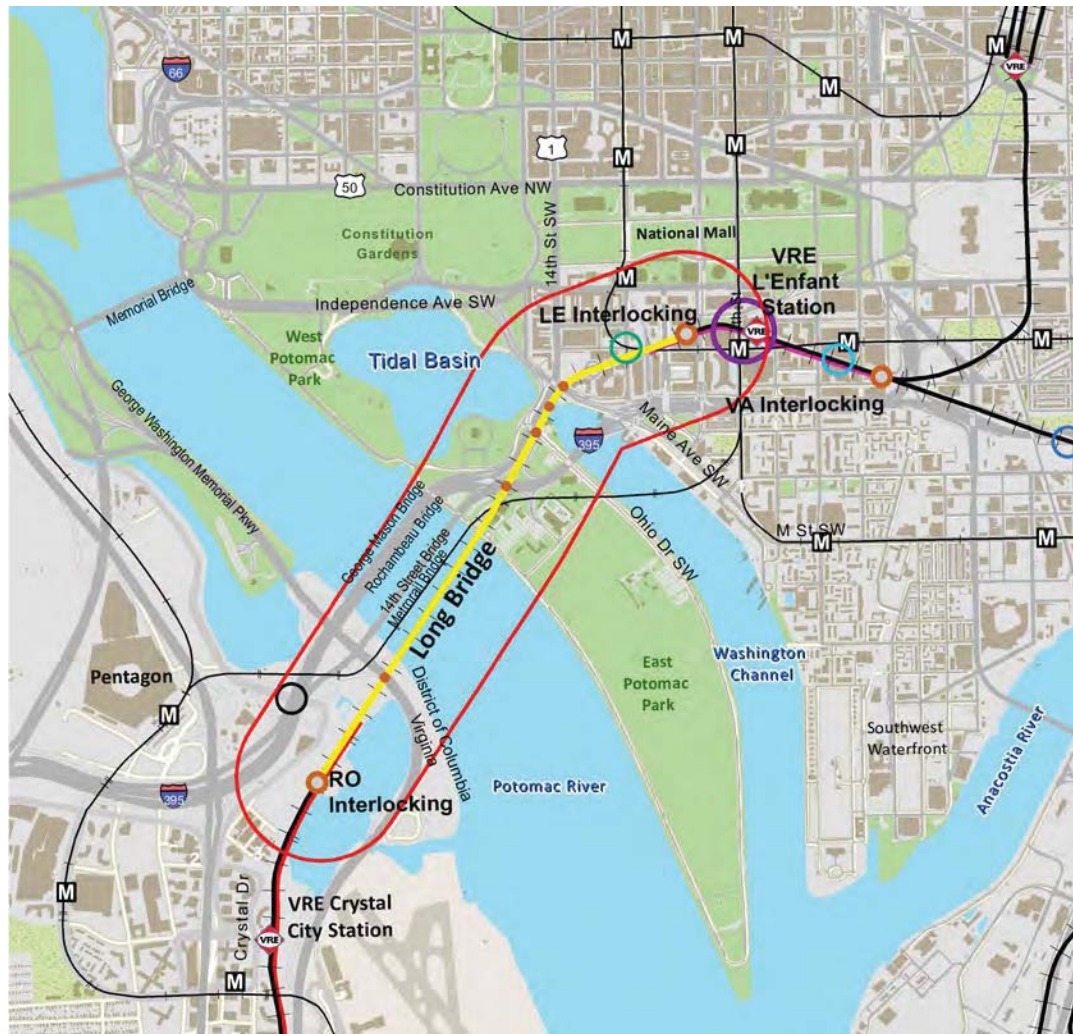 M
M
M
VRE
66
M
1
M
M
50
Constitution Ave NW
14th St SW
Constitution
Gardens
National Mall
VRE
L'Enfant
Station
Memorial Bridge
Independence Ave SW
M
LE Interlocking
West
Potomac
Park
Tidal Basin
VRE
M
M
M
VA Interlocking
George Washington Memorial Pkwy
395
Maine Ave SW
George Mason Bridge
Rochambeau Bridge
14th Street Bridge
Metrorail Bridge
Long Bridge
Ohio Dr SW
M St SW
M
M
Pentagon
M
District of Columbia
Virginia
East
Potomac
Park
Washington
Channel
Southwest
Waterfront
Anacostia River
RO
Interlocking
395
Potomac River
M
Crystal Dr
VRE Crystal
City Station
VRE
M